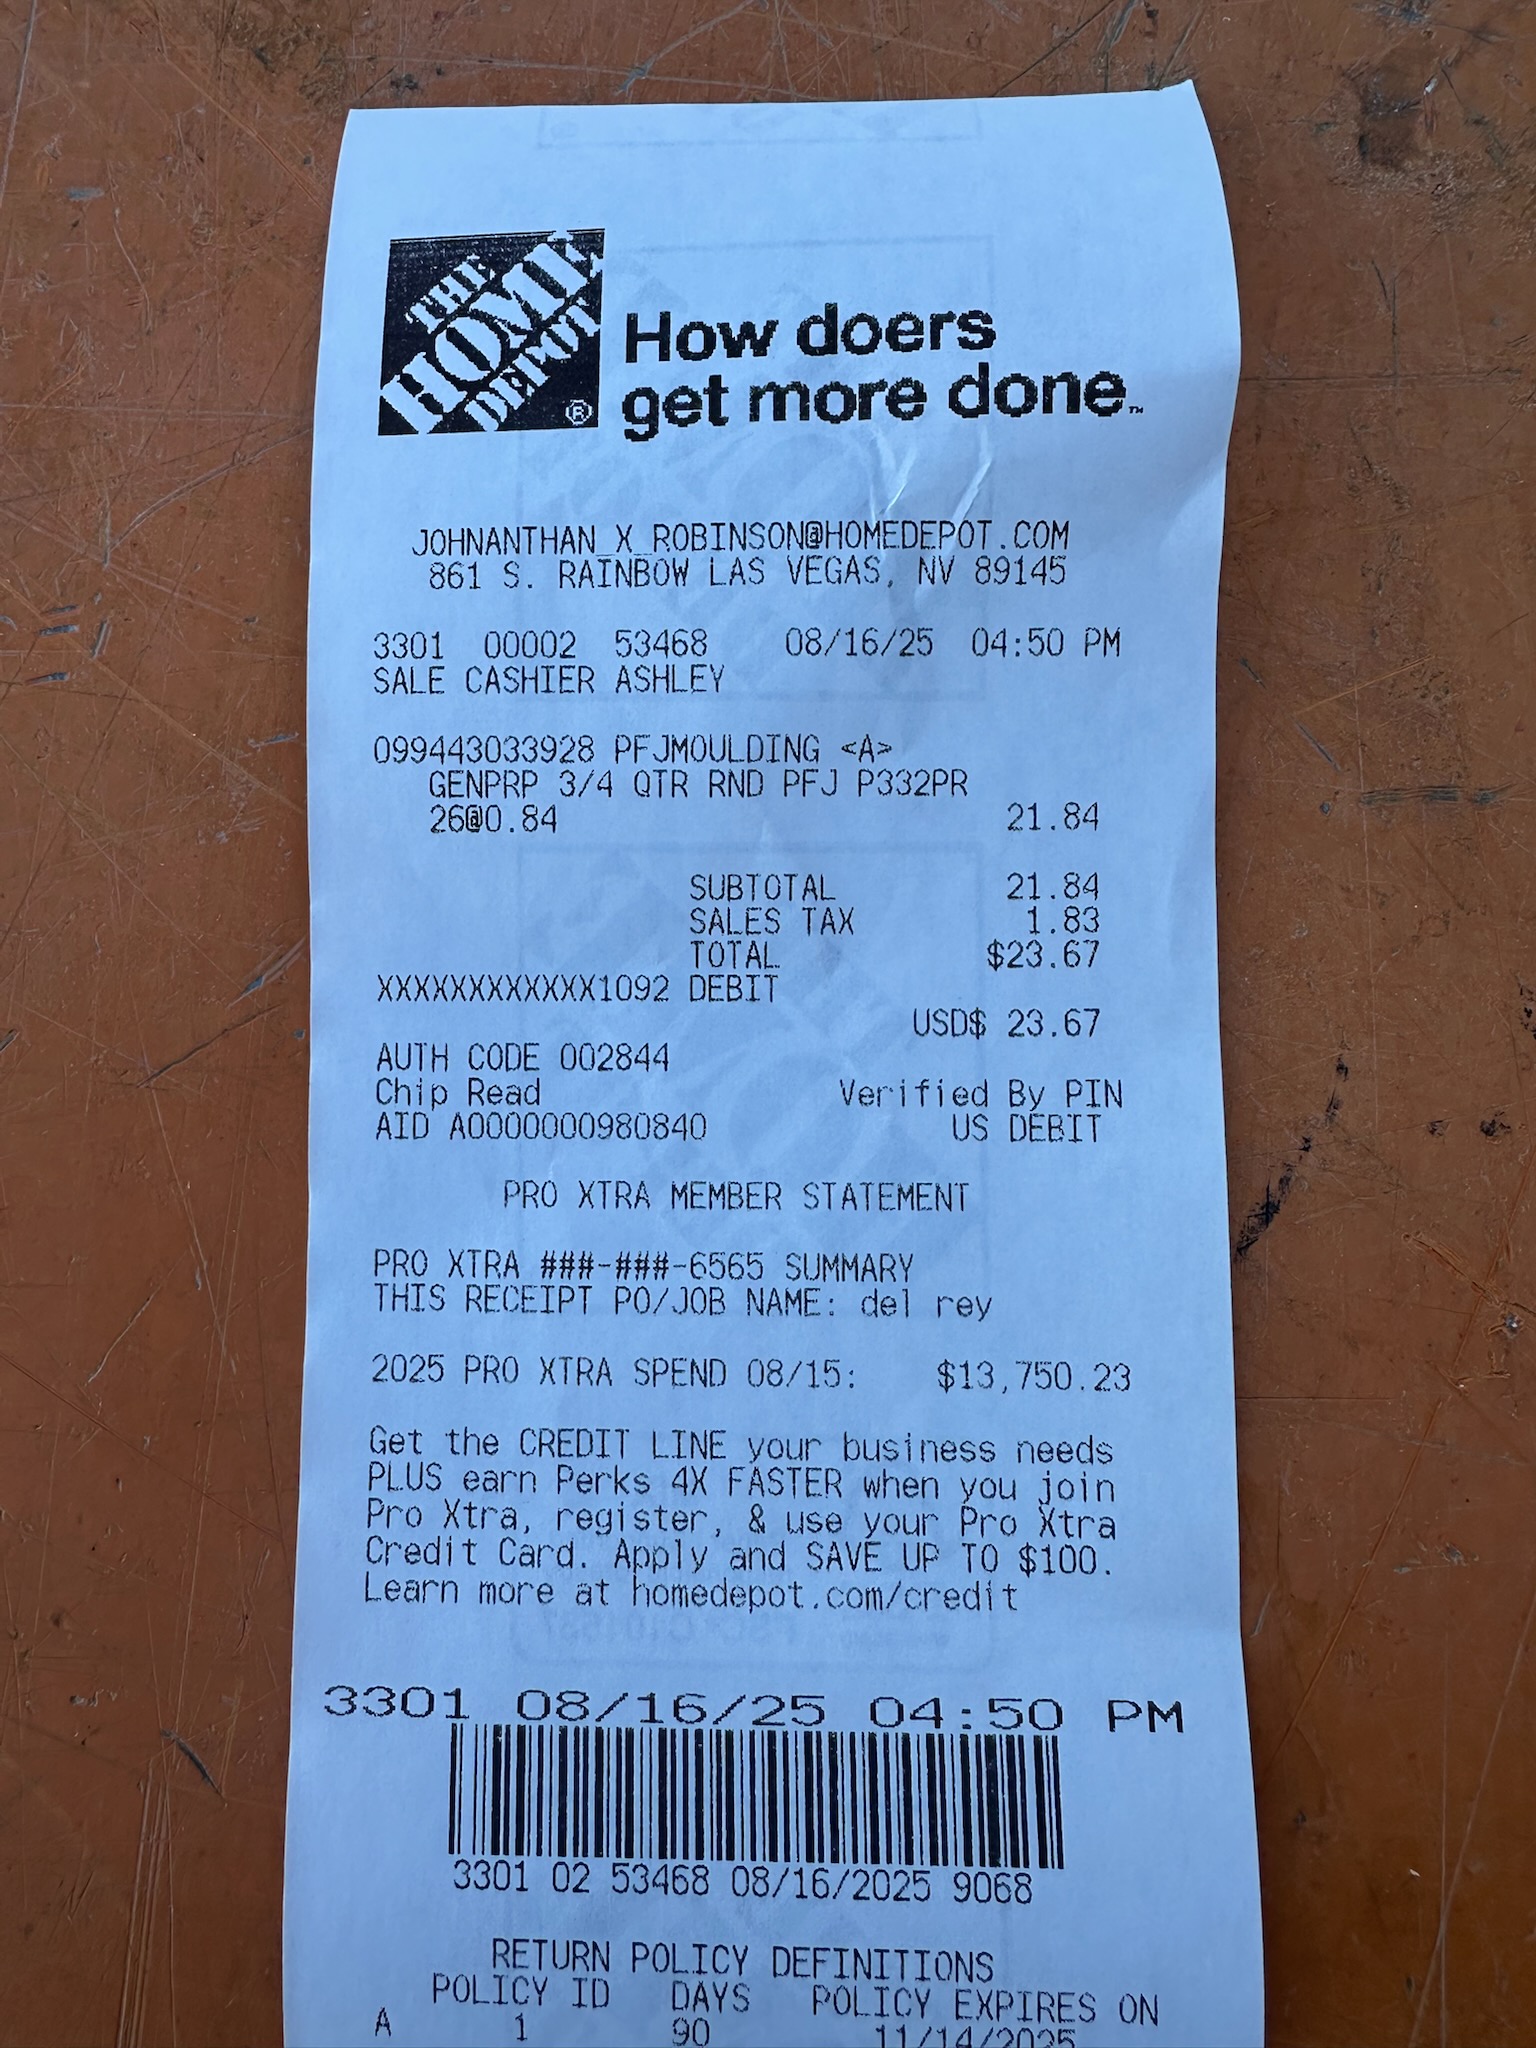 THE
HOME
DEPOT
®
How doers
get more done.™
JOHNANTHAN_X_ROBINSON@HOMEDEPOT.COM
861 S. RAINBOW LAS VEGAS, NV 89145
3301 00002 53468 08/16/25 04:50 PM
SALE CASHIER ASHLEY
099443033928 PFJMOULDING <A>
GENPRP 3/4 QTR RND PFJ P332PR
26@0.84 21.84
SUBTOTAL 21.84
SALES TAX 1.83
TOTAL $23.67
XXXXXXXXXXXX1092 DEBIT
USD$ 23.67
AUTH CODE 002844
Chip Read Verified By PIN
AID A0000000980840 US DEBIT
PRO XTRA MEMBER STATEMENT
PRO XTRA ###-###-6565 SUMMARY
THIS RECEIPT PO/JOB NAME: del rey
2025 PRO XTRA SPEND 08/15: $13,750.23
Get the CREDIT LINE your business needs
PLUS earn Perks 4X FASTER when you join
Pro Xtra, register, & use your Pro Xtra
Credit Card. Apply and SAVE UP TO $100.
Learn more at homedepot.com/credit
3301 08/16/25 04:50 PM
3301 02 53468 08/16/2025 9068
RETURN POLICY DEFINITIONS
POLICY ID DAYS POLICY EXPIRES ON
A 1 90 11/14/2025